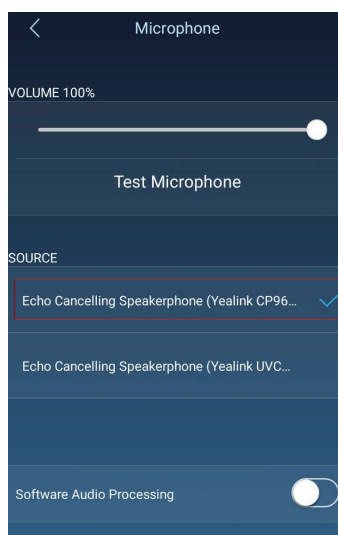 Microphone
VOLUME 100%
Test Microphone
SOURCE
Echo Cancelling Speakerphone (Yealink CP96...
Echo Cancelling Speakerphone (Yealink UVC...
Software Audio Processing